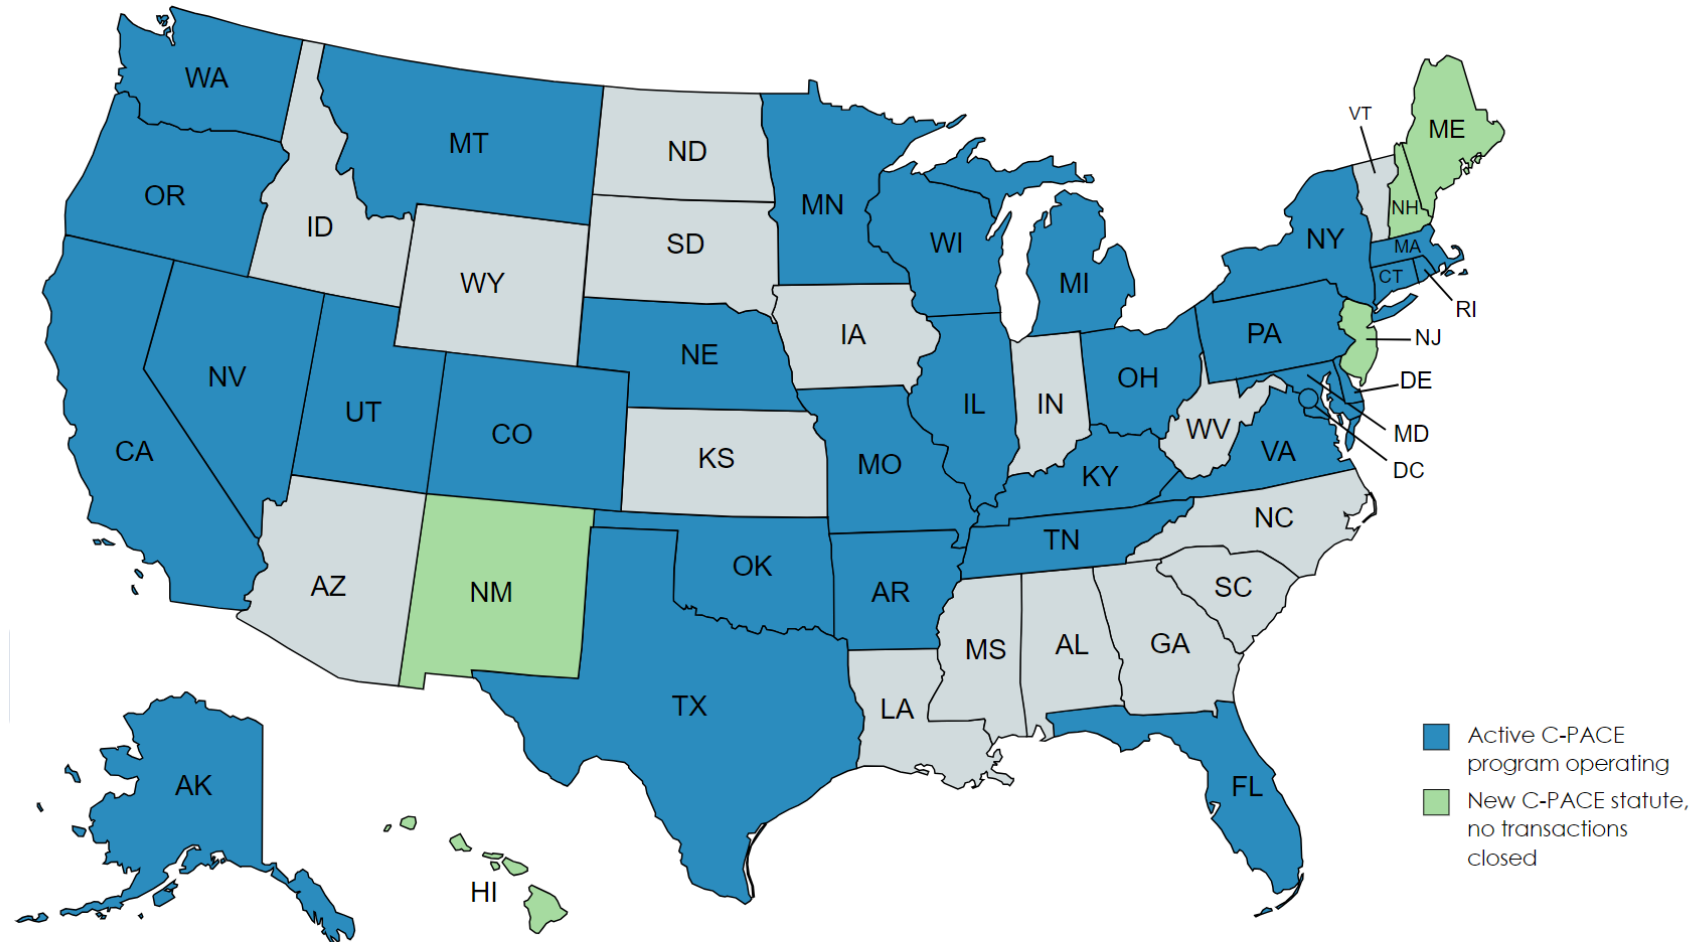 WA
MT
ND
MN
VT
ME
OR
ID
SD
WI
NH
NY
MA
WY
MI
CT
RI
IA
PA
NJ
NE
NV
OH
DE
UT
IL
IN
CO
WV
MD
CA
KS
MO
KY
VA
DC
NC
TN
AZ
NM
OK
AR
SC
MS
AL
GA
TX
LA
AK
FL
HI
Active C-PACE
program operating
New C-PACE statute,
no transactions
closed